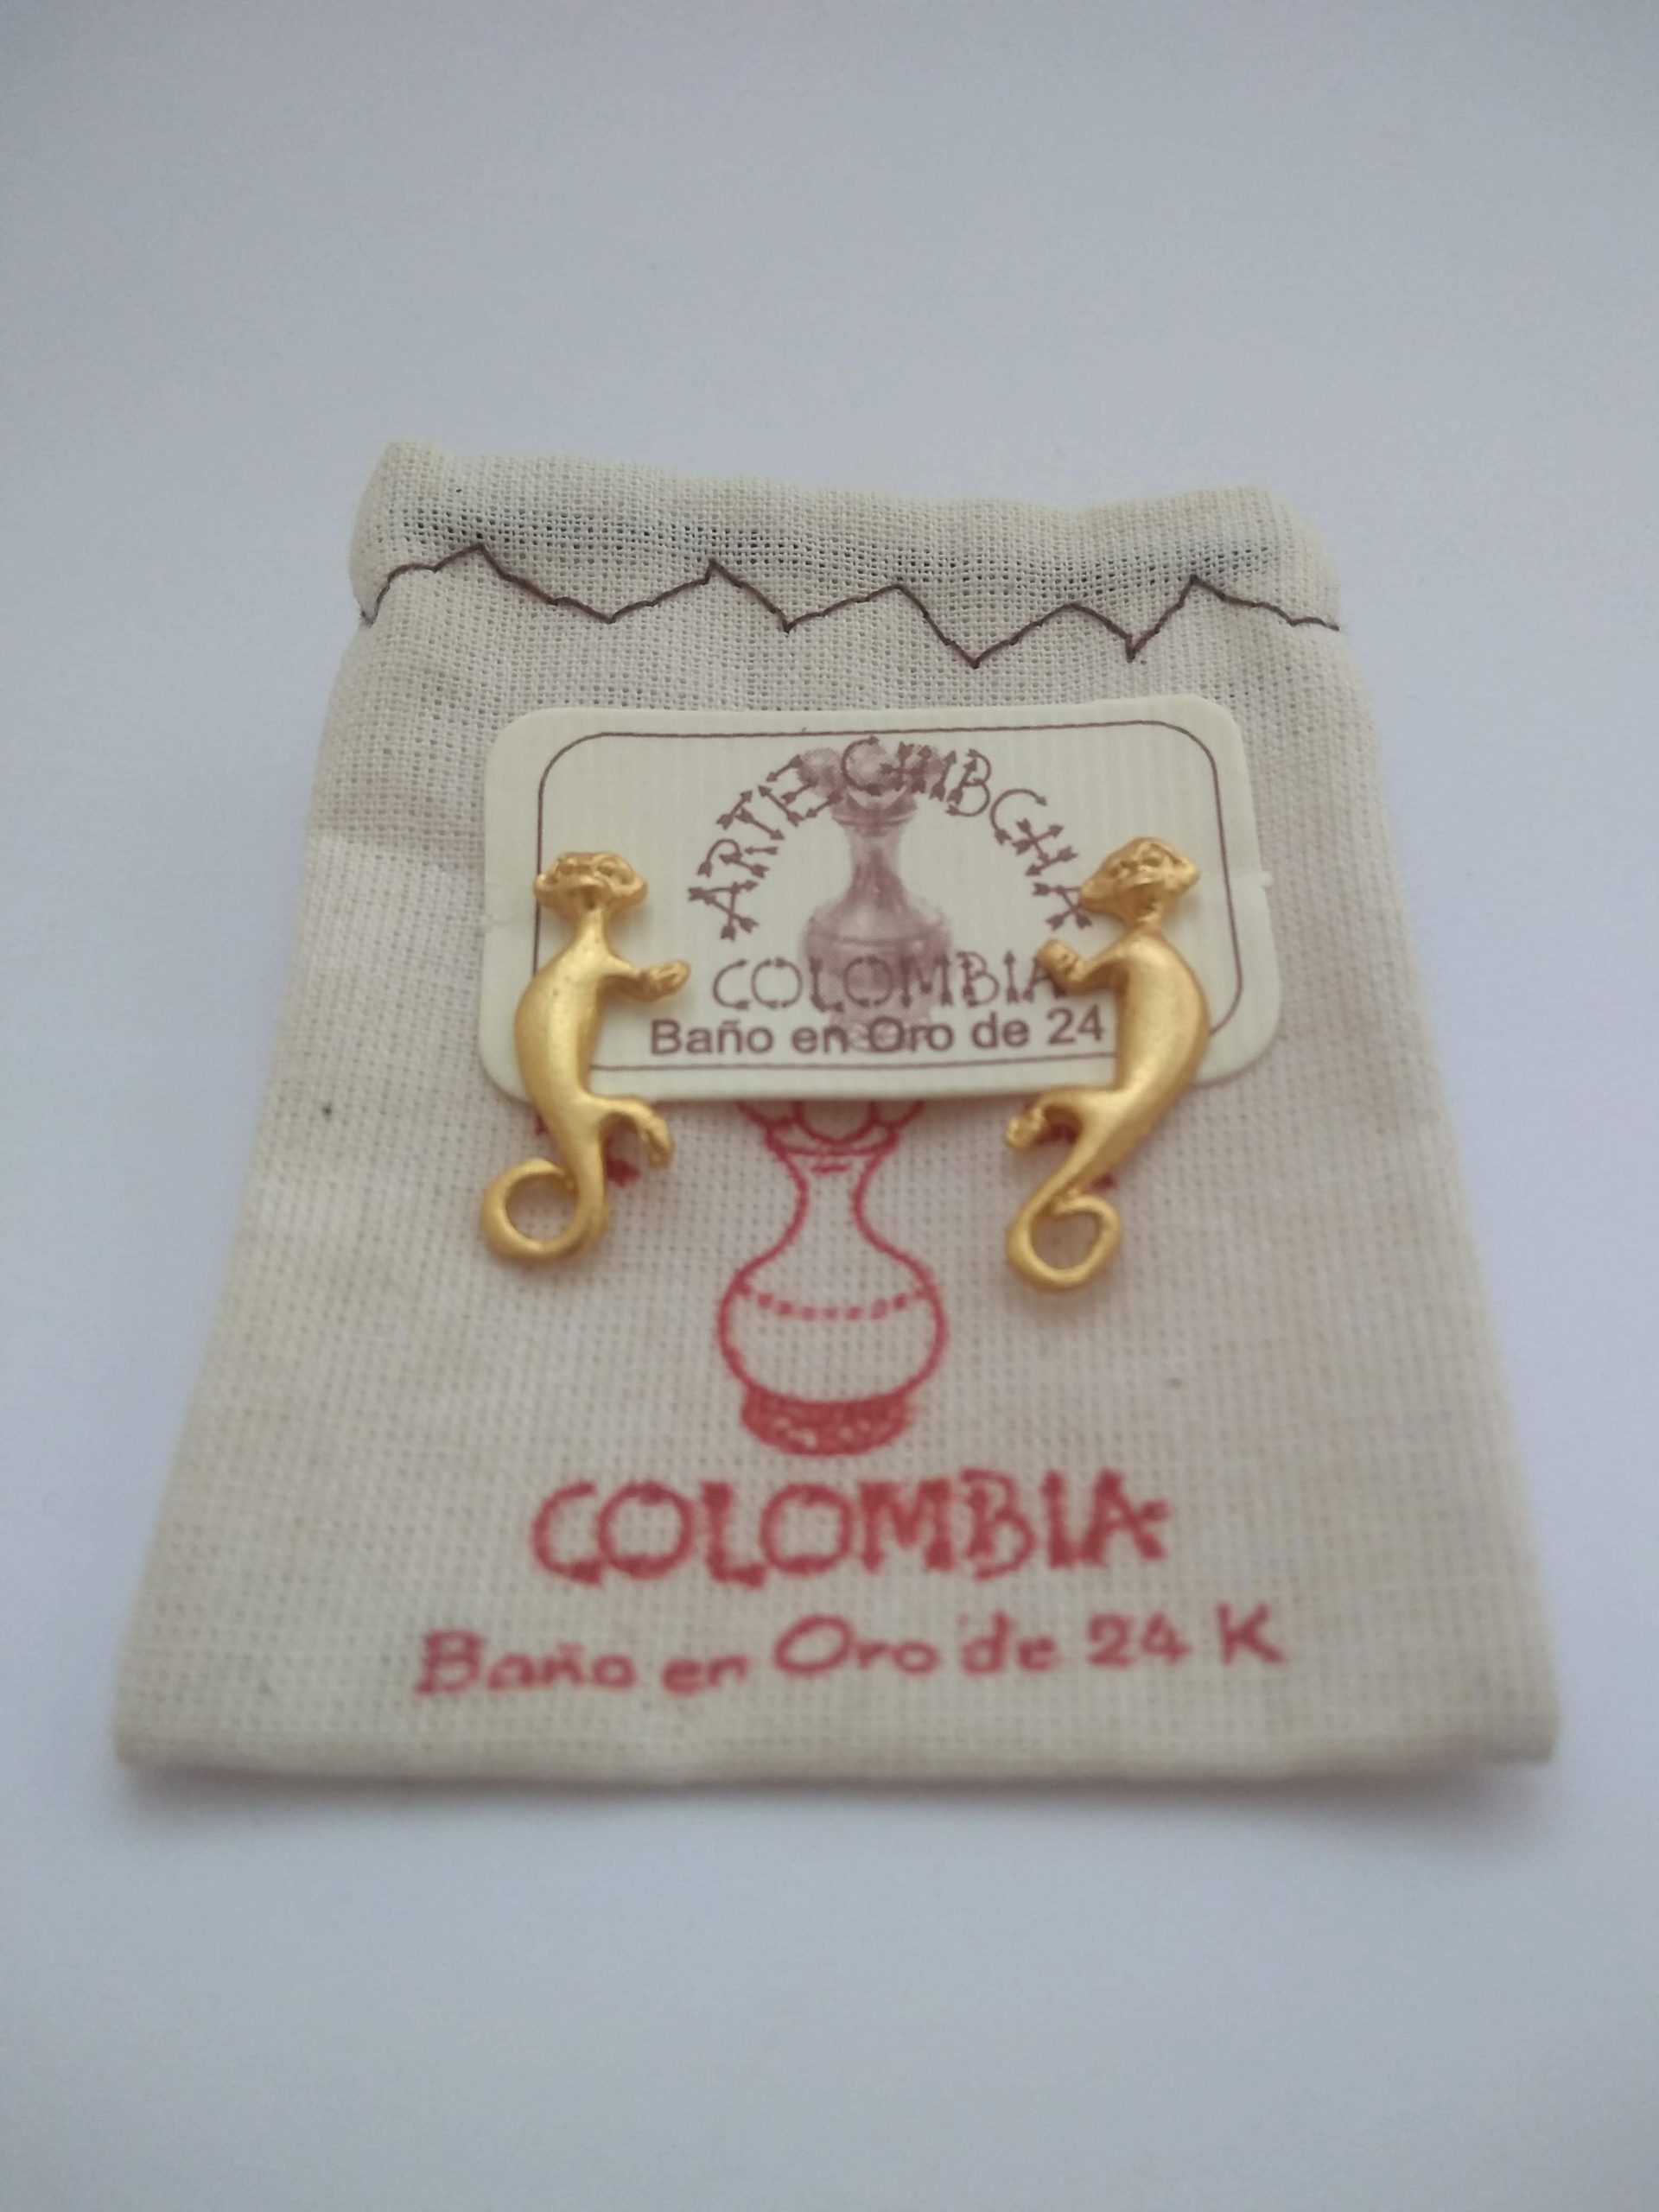 ARTE CHIBCHA
COLOMBIA
Baño en Oro de 24
COLOMBIA
Baño en Oro de 24 K